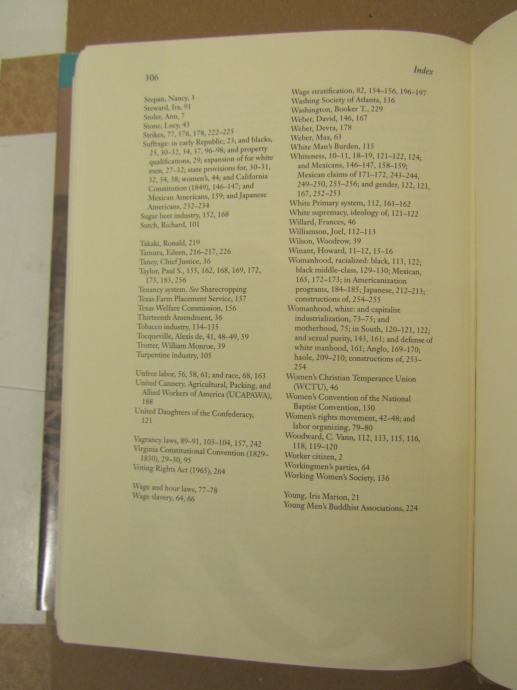 306
Index
Stepan, Nancy, 3
Steward, Ira, 91
Stoler, Ann, 7
Stone, Lucy, 43
Strikes, 77, 176, 178, 222–225
Suffrage: in early Republic, 23; and blacks,
25, 30–32, 34, 37, 96–98; and property
qualifications, 29; expansion of for white
men, 27–32; state provisions for, 30–31,
32, 34, 38; women's, 44; and California
Constitution (1849), 146–147; and
Mexican Americans, 159; and Japanese
Americans, 232–234
Sugar beet industry, 152, 168
Sutch, Richard, 101
Takaki, Ronald, 219
Tamura, Eileen, 216–217, 226
Taney, Chief Justice, 36
Taylor, Paul S., 155, 162, 168, 169, 172,
173, 183, 256
Tenancy system. See Sharecropping
Texas Farm Placement Service, 157
Texas Welfare Commission, 156
Thirteenth Amendment, 36
Tobacco industry, 134–135
Tocqueville, Alexis de, 41, 48–49, 59
Trotter, William Monroe, 39
Turpentine industry, 105
Unfree labor, 56, 58, 61; and race, 68, 163
United Cannery, Agricultural, Packing, and
Allied Workers of America (UCAPAWA),
188
United Daughters of the Confederacy,
121
Vagrancy laws, 89–91, 103–104, 157, 242
Virginia Constitutional Convention (1829–
1830), 29–30, 95
Voting Rights Act (1965), 264
Wage and hour laws, 77–78
Wage slavery, 64, 66
Wage stratification, 82, 154–156, 196–197
Washing Society of Atlanta, 136
Washington, Booker T., 229
Weber, David, 146, 167
Weber, Devra, 178
Weber, Max, 63
White Man's Burden, 115
Whiteness, 10–11, 18–19, 121–122, 124;
and Mexicans, 146–147, 158–159;
Mexican claims of 171–172, 243–244,
249–250, 255–256; and gender, 122, 123,
167, 252–253
White Primary system, 112, 161–162
White supremacy, ideology of, 121–122
Willard, Frances, 46
Williamson, Joel, 112–113
Wilson, Woodrow, 39
Winant, Howard, 11–12, 15–16
Womanhood, racialized: black, 113, 122;
black middle-class, 129–130; Mexican,
165, 172–173; in Americanization
programs, 184–185; Japanese, 212–213;
constructions of, 254–255
Womanhood, white: and capitalist
industrialization, 73–75; and
motherhood, 75; in South, 120–121, 122;
and sexual purity, 143, 161; and defense of
white manhood, 161; Anglo, 169–170;
haole, 209–210; constructions of, 253–
254
Women's Christian Temperance Union
(WCTU), 46
Women's Convention of the National
Baptist Convention, 130
Women's rights movement, 42–48; and
labor organizing, 79–80
Woodward, C. Vann, 112, 113, 115, 116,
118, 119–120
Worker citizen, 2
Workingmen's parties, 64
Working Women's Society, 136
Young, Iris Marion, 21
Young Men's Buddhist Associations, 224